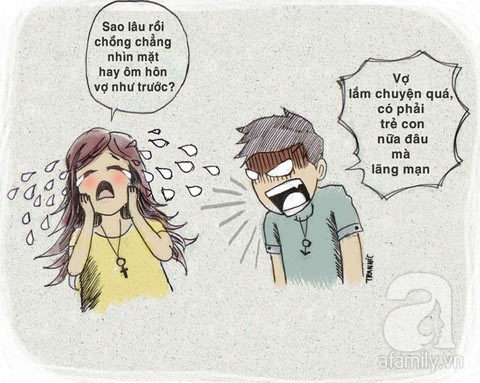 Sao lâu rồi
chồng chẳng
nhìn mặt
hay ôm hôn
vợ như trước?
Vợ
lắm chuyện quá,
có phải
trẻ con
nữa đâu
mà
lãng mạn
a
afamily.vn